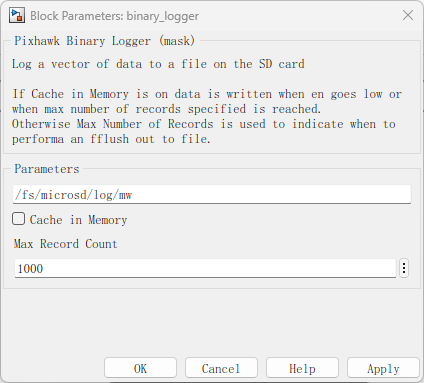 Block Parameters: binary_logger
Pixhawk Binary Logger (mask)
Log a vector of data to a file on the SD card
If Cache in Memory is on data is written when en goes low or
when max number of records specified is reached.
Otherwise Max Number of Records is used to indicate when to
performa an fflush out to file.
Parameters
/fs/microsd/log/mw
Cache in Memory
Max Record Count
1000
OK Cancel Help Apply